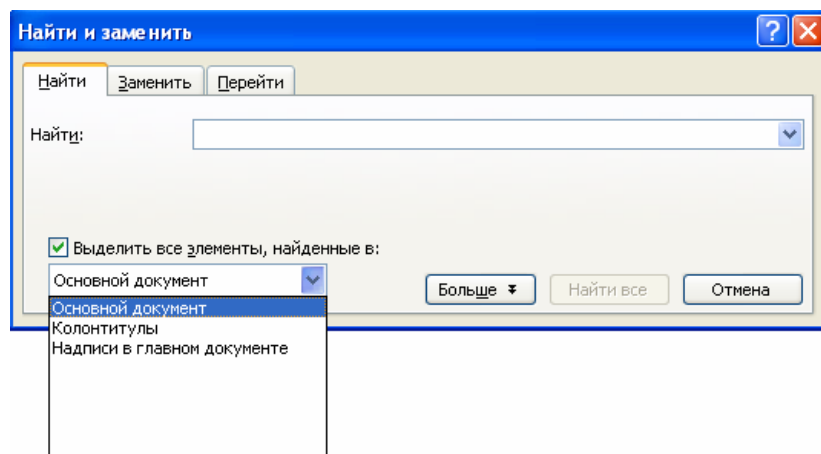 Найти и заменить
Найти Заменить Перейти
Найти:
Выделить все элементы, найденные в:
Основной документ
Больше Найти все Отмена
Основной документ
Колонтитулы
Надписи в главном документе